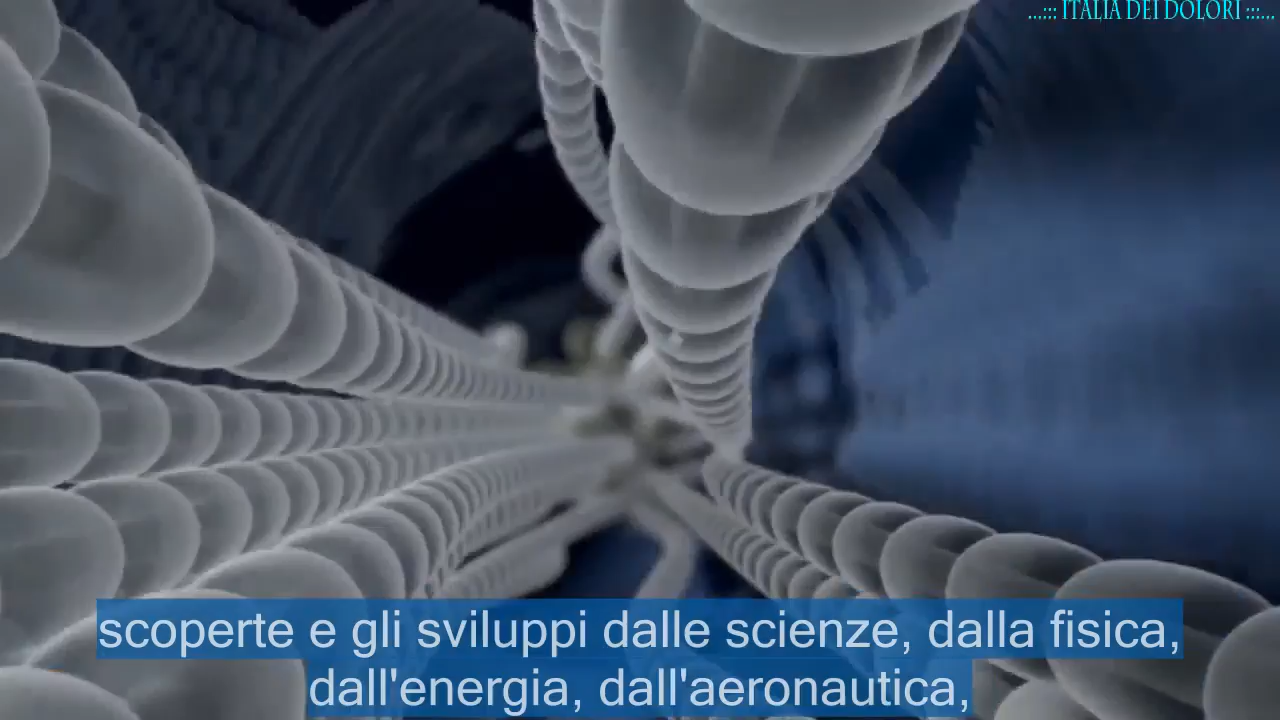 ...::: ITALIA DEI DOLORI :::...
scoperte e gli sviluppi dalle scienze, dalla fisica,
dall'energia, dall'aeronautica,